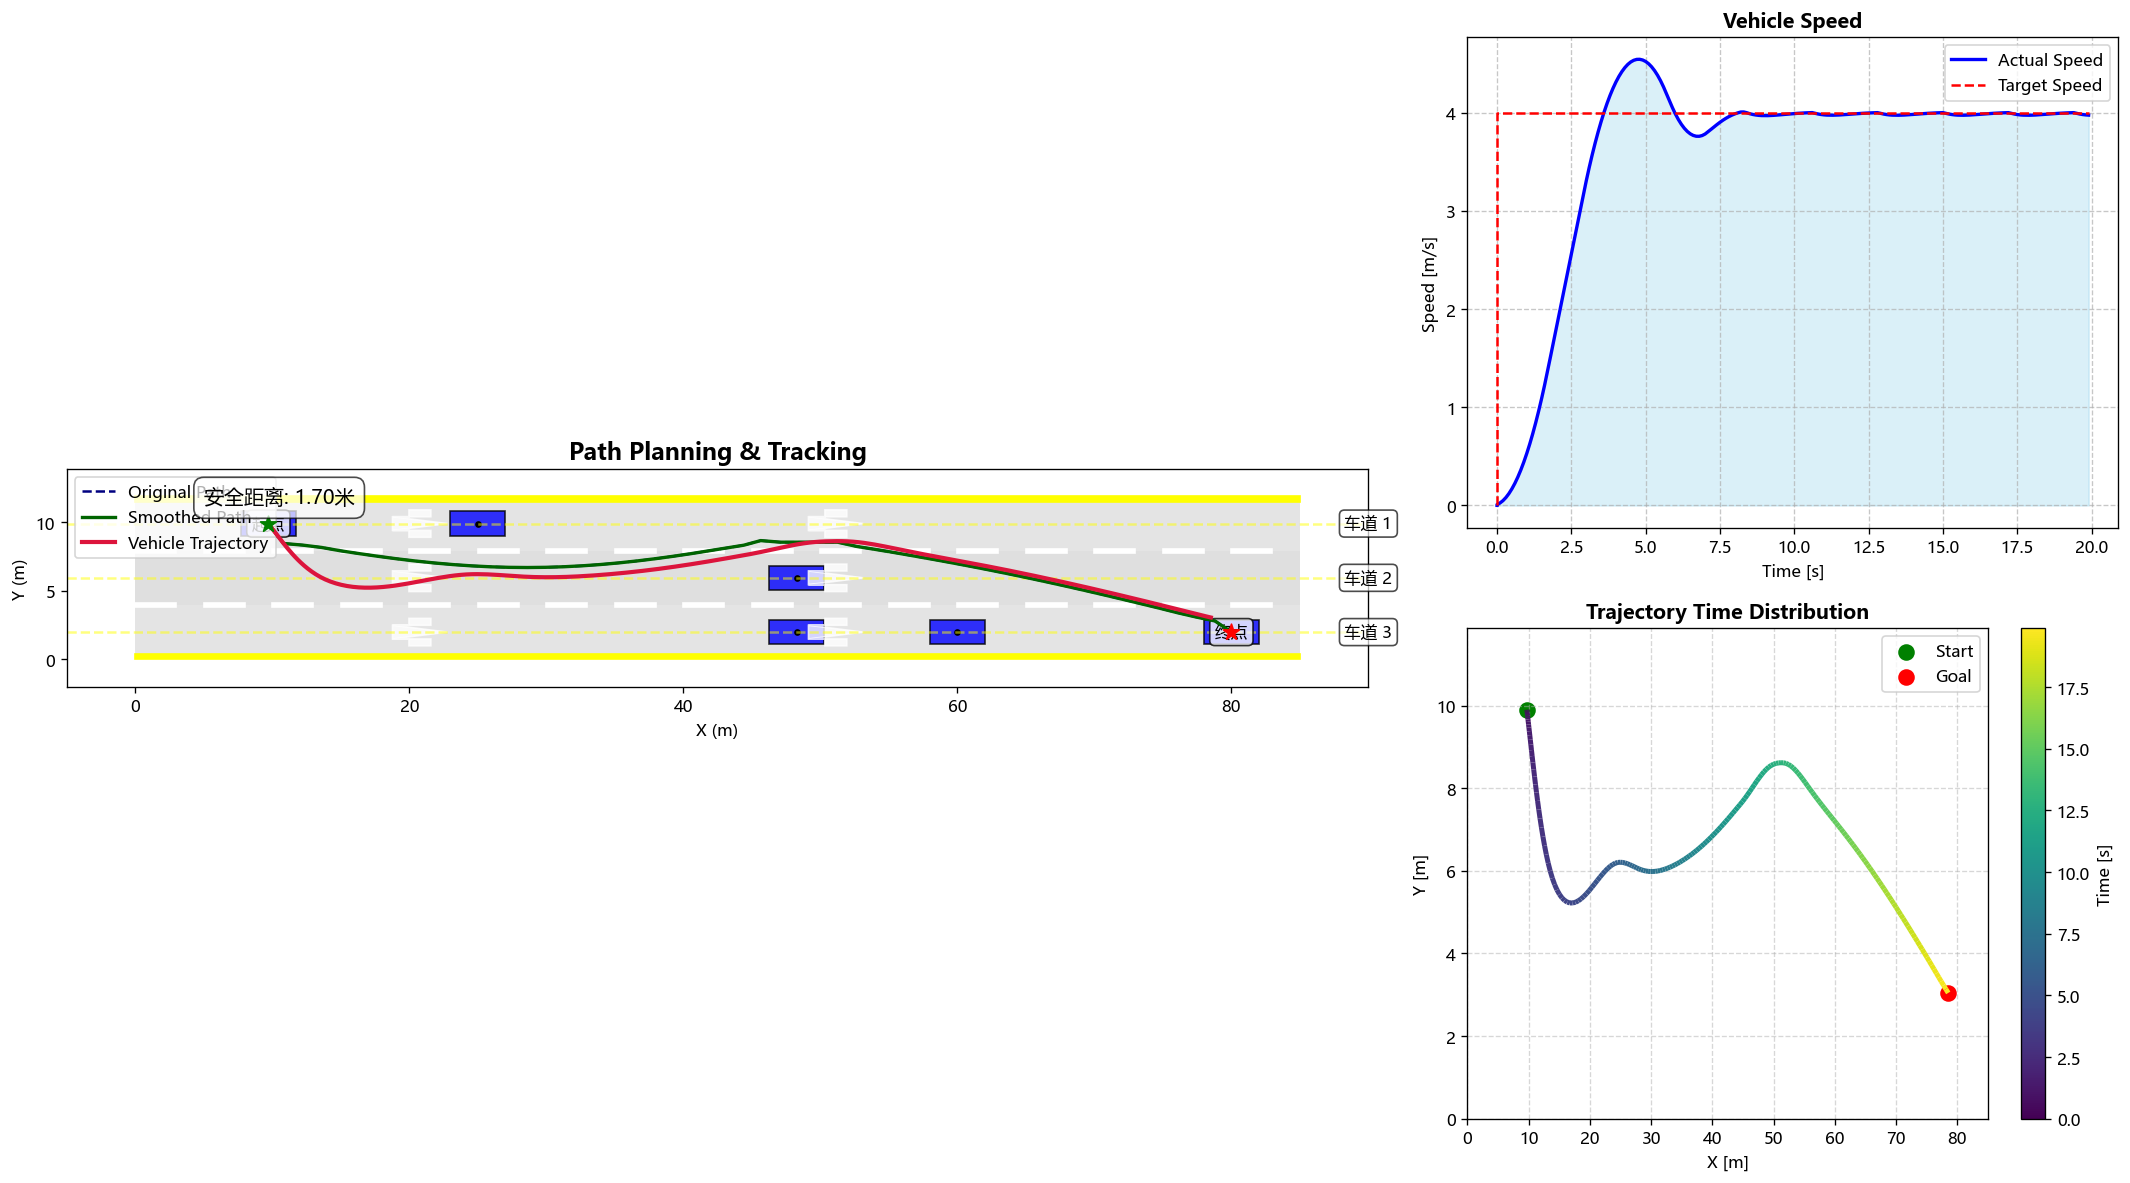 Path Planning & Tracking
Original Path
Smoothed Path
Vehicle Trajectory
安全距离: 1.70米
起点
终点
车道 1
车道 2
车道 3
Y (m)
10
5
0
0
20
40
60
80
X (m)
Vehicle Speed
Actual Speed
Target Speed
Speed [m/s]
4
3
2
1
0
0.0
2.5
5.0
7.5
10.0
12.5
15.0
17.5
20.0
Time [s]
Trajectory Time Distribution
Start
Goal
Y [m]
10
8
6
4
2
0
0
10
20
30
40
50
60
70
80
X [m]
17.5
15.0
12.5
10.0
7.5
5.0
2.5
0.0
Time [s]